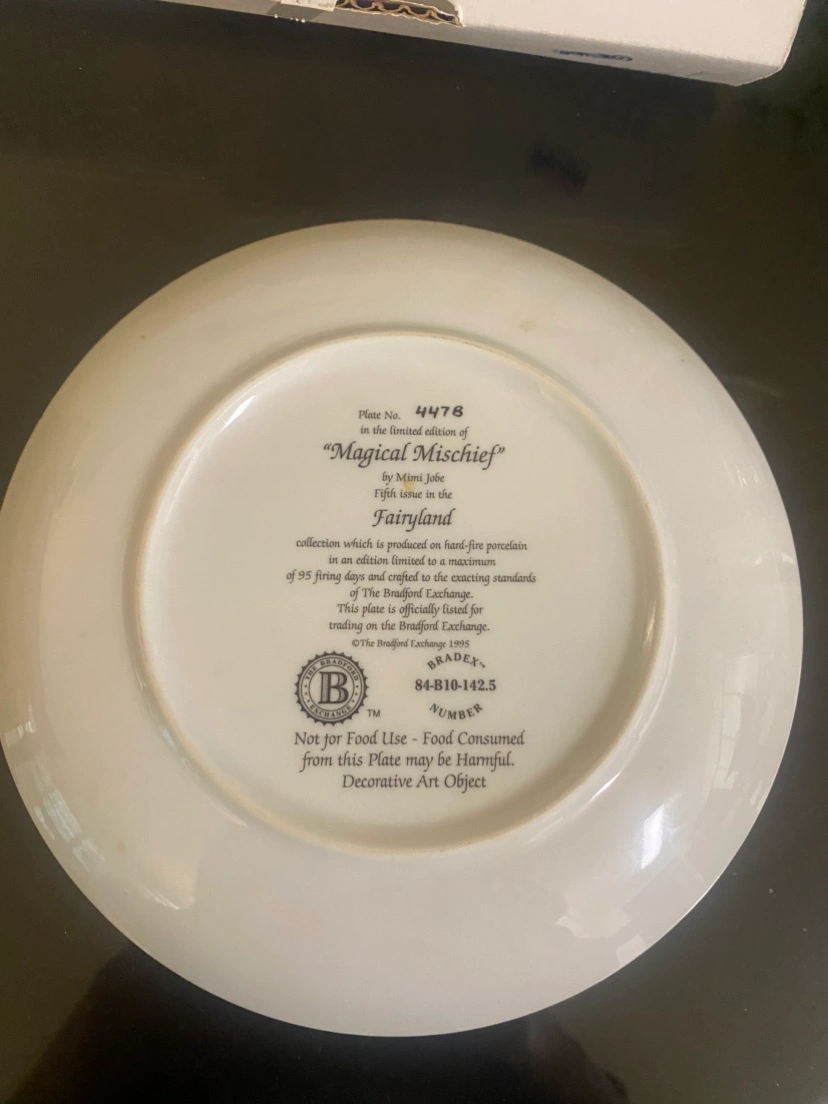 Plate No. 447B
in the limited edition of
“Magical Mischief”
by Mimi Jobe
Fifth issue in the
Fairyland
collection which is produced on hard-fire porcelain
in an edition limited to a maximum
of 95 firing days and crafted to the exacting standards
of The Bradford Exchange.
This plate is officially listed for
trading on the Bradford Exchange.
©The Bradford Exchange 1995
THE BRADFORD
B
EXCHANGE
TM
BRADEX™
84-B10-142.5
NUMBER
Not for Food Use - Food Consumed
from this Plate may be Harmful.
Decorative Art Object